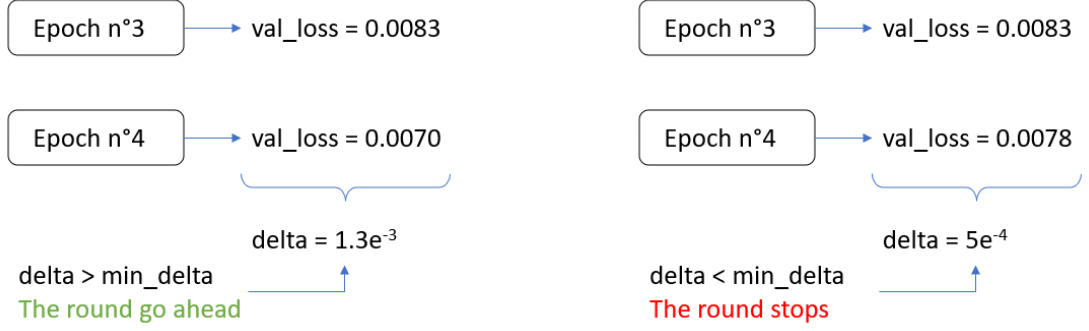 Epoch n°3
val_loss = 0.0083
Epoch n°4
val_loss = 0.0070
delta = 1.3e-3
delta > min_delta
The round go ahead
Epoch n°3
val_loss = 0.0083
Epoch n°4
val_loss = 0.0078
delta = 5e-4
delta < min_delta
The round stops